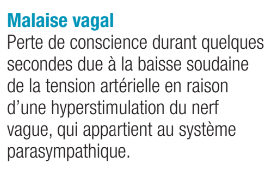 Malaise vagal
Perte de conscience durant quelques
secondes due à la baisse soudaine
de la tension artérielle en raison
d'une hyperstimulation du nerf
vague, qui appartient au système
parasympathique.